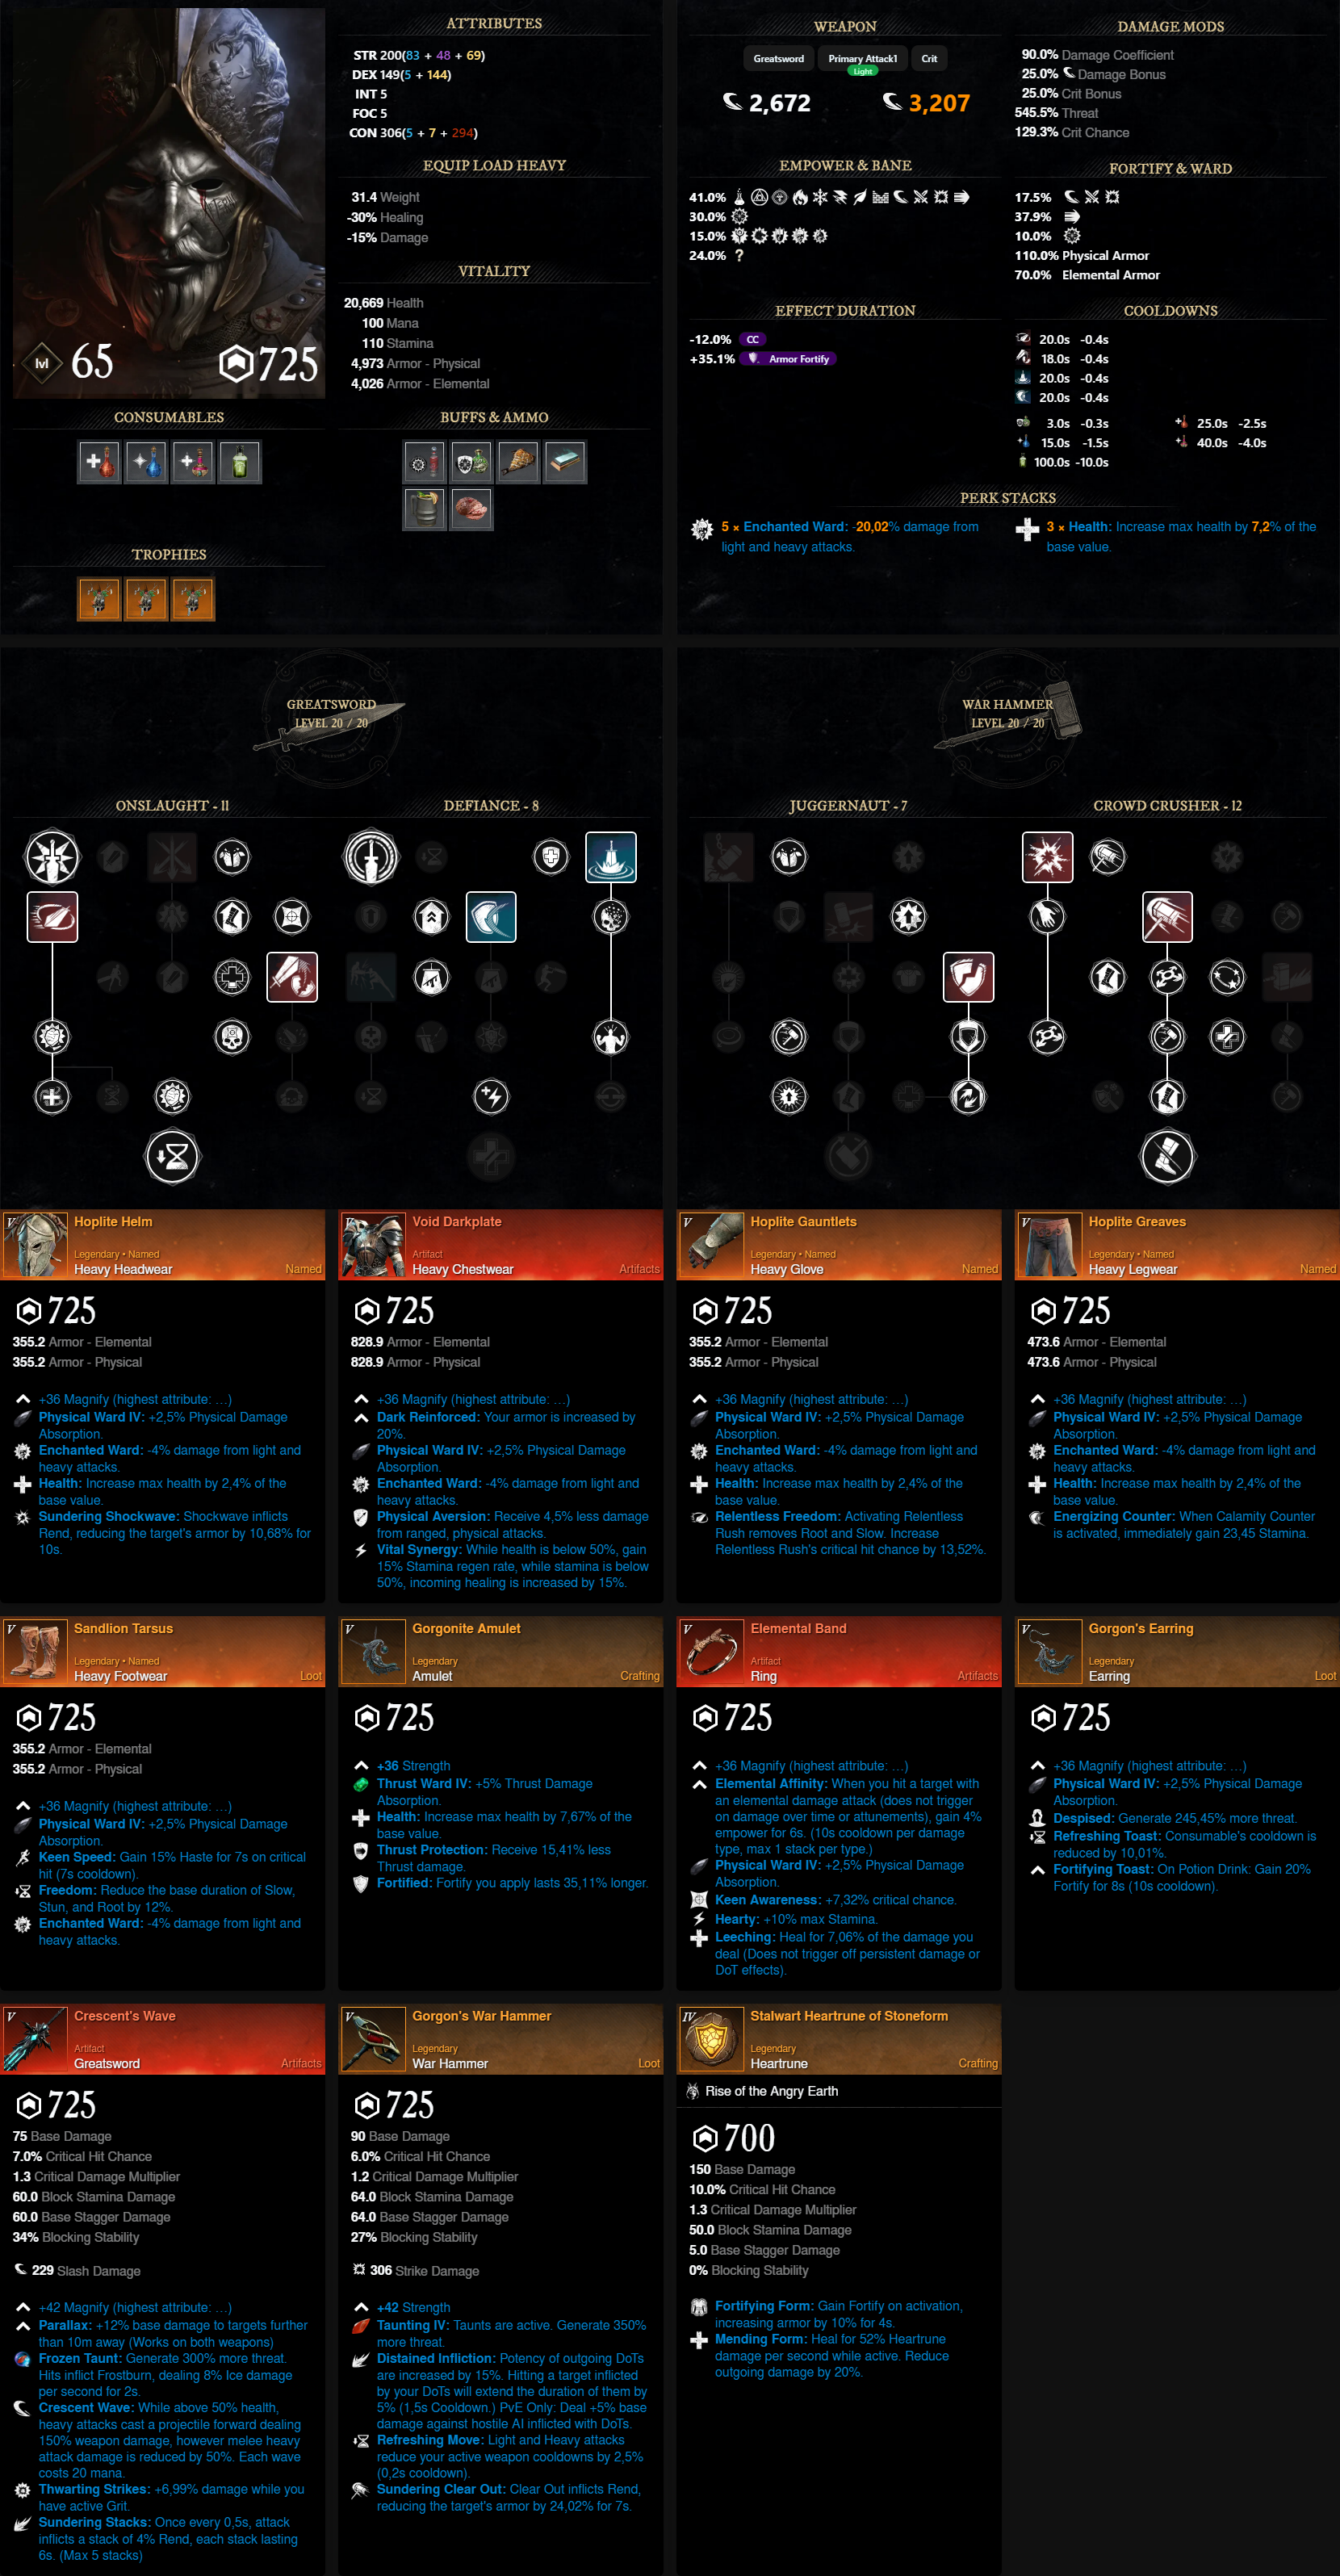 lvl 65
725
CONSUMABLES
TROPHIES
ATTRIBUTES
STR 200(83 + 48 + 69)
DEX 149(5 + 144)
INT 5
FOC 5
CON 306(5 + 7 + 294)
EQUIP LOAD HEAVY
31.4 Weight
-30% Healing
-15% Damage
VITALITY
20,669 Health
100 Mana
110 Stamina
4,973 Armor - Physical
4,026 Armor - Elemental
BUFFS & AMMO
WEAPON
Greatsword
Primary Attack1
Crit
Light
2,672
3,207
EMPOWER & BANE
41.0%
30.0%
15.0%
24.0% ?
EFFECT DURATION
-12.0% CC
+35.1% Armor Fortify
DAMAGE MODS
90.0% Damage Coefficient
25.0% Damage Bonus
25.0% Crit Bonus
545.5% Threat
129.3% Crit Chance
FORTIFY & WARD
17.5%
37.9%
10.0%
110.0% Physical Armor
70.0% Elemental Armor
COOLDOWNS
20.0s -0.4s
18.0s -0.4s
20.0s -0.4s
20.0s -0.4s
3.0s -0.3s
25.0s -2.5s
15.0s -1.5s
40.0s -4.0s
100.0s -10.0s
PERK STACKS
5 × Enchanted Ward: -20,02% damage from
light and heavy attacks.
3 × Health: Increase max health by 7,2% of the
base value.
GREATSWORD
LEVEL 20 / 20
ONSLAUGHT - 11
DEFIANCE - 8
WAR HAMMER
LEVEL 20 / 20
JUGGERNAUT - 7
CROWD CRUSHER - 12
V
Hoplite Helm
Legendary • Named
Heavy Headwear
Named
725
355.2 Armor - Elemental
355.2 Armor - Physical
+36 Magnify (highest attribute: …)
Physical Ward IV: +2,5% Physical Damage
Absorption.
Enchanted Ward: -4% damage from light and
heavy attacks.
Health: Increase max health by 2,4% of the
base value.
Sundering Shockwave: Shockwave inflicts
Rend, reducing the target's armor by 10,68% for
10s.
V
Void Darkplate
Artifact
Heavy Chestwear
Artifacts
725
828.9 Armor - Elemental
828.9 Armor - Physical
+36 Magnify (highest attribute: …)
Dark Reinforced: Your armor is increased by
20%.
Physical Ward IV: +2,5% Physical Damage
Absorption.
Enchanted Ward: -4% damage from light and
heavy attacks.
Physical Aversion: Receive 4,5% less damage
from ranged, physical attacks.
Vital Synergy: While health is below 50%, gain
15% Stamina regen rate, while stamina is below
50%, incoming healing is increased by 15%.
V
Hoplite Gauntlets
Legendary • Named
Heavy Glove
Named
725
355.2 Armor - Elemental
355.2 Armor - Physical
+36 Magnify (highest attribute: …)
Physical Ward IV: +2,5% Physical Damage
Absorption.
Enchanted Ward: -4% damage from light and
heavy attacks.
Health: Increase max health by 2,4% of the
base value.
Relentless Freedom: Activating Relentless
Rush removes Root and Slow. Increase
Relentless Rush's critical hit chance by 13,52%.
V
Hoplite Greaves
Legendary • Named
Heavy Legwear
Named
725
473.6 Armor - Elemental
473.6 Armor - Physical
+36 Magnify (highest attribute: …)
Physical Ward IV: +2,5% Physical Damage
Absorption.
Enchanted Ward: -4% damage from light and
heavy attacks.
Health: Increase max health by 2,4% of the
base value.
Energizing Counter: When Calamity Counter
is activated, immediately gain 23,45 Stamina.
V
Sandlion Tarsus
Legendary • Named
Heavy Footwear
Loot
725
355.2 Armor - Elemental
355.2 Armor - Physical
+36 Magnify (highest attribute: …)
Physical Ward IV: +2,5% Physical Damage
Absorption.
Keen Speed: Gain 15% Haste for 7s on critical
hit (7s cooldown).
Freedom: Reduce the base duration of Slow,
Stun, and Root by 12%.
Enchanted Ward: -4% damage from light and
heavy attacks.
V
Gorgonite Amulet
Legendary
Amulet
Crafting
725
+36 Strength
Thrust Ward IV: +5% Thrust Damage
Absorption.
Health: Increase max health by 7,67% of the
base value.
Thrust Protection: Receive 15,41% less
Thrust damage.
Fortified: Fortify you apply lasts 35,11% longer.
V
Elemental Band
Artifact
Ring
Artifacts
725
+36 Magnify (highest attribute: …)
Elemental Affinity: When you hit a target with
an elemental damage attack (does not trigger
on damage over time or attunements), gain 4%
empower for 6s. (10s cooldown per damage
type, max 1 stack per type.)
Physical Ward IV: +2,5% Physical Damage
Absorption.
Keen Awareness: +7,32% critical chance.
Hearty: +10% max Stamina.
Leeching: Heal for 7,06% of the damage you
deal (Does not trigger off persistent damage or
DoT effects).
V
Gorgon's Earring
Legendary
Earring
Loot
725
+36 Magnify (highest attribute: …)
Physical Ward IV: +2,5% Physical Damage
Absorption.
Despised: Generate 245,45% more threat.
Refreshing Toast: Consumable's cooldown is
reduced by 10,01%.
Fortifying Toast: On Potion Drink: Gain 20%
Fortify for 8s (10s cooldown).
V
Crescent's Wave
Artifact
Greatsword
Artifacts
725
75 Base Damage
7.0% Critical Hit Chance
1.3 Critical Damage Multiplier
60.0 Block Stamina Damage
60.0 Base Stagger Damage
34% Blocking Stability
229 Slash Damage
+42 Magnify (highest attribute: …)
Parallax: +12% base damage to targets further
than 10m away (Works on both weapons)
Frozen Taunt: Generate 300% more threat.
Hits inflict Frostburn, dealing 8% Ice damage
per second for 2s.
Crescent Wave: While above 50% health,
heavy attacks cast a projectile forward dealing
150% weapon damage, however melee heavy
attack damage is reduced by 50%. Each wave
costs 20 mana.
Thwarting Strikes: +6,99% damage while you
have active Grit.
Sundering Stacks: Once every 0,5s, attack
inflicts a stack of 4% Rend, each stack lasting
6s. (Max 5 stacks)
V
Gorgon's War Hammer
Legendary
War Hammer
Loot
725
90 Base Damage
6.0% Critical Hit Chance
1.2 Critical Damage Multiplier
64.0 Block Stamina Damage
64.0 Base Stagger Damage
27% Blocking Stability
306 Strike Damage
+42 Strength
Taunting IV: Taunts are active. Generate 350%
more threat.
Distained Infliction: Potency of outgoing DoTs
are increased by 15%. Hitting a target inflicted
by your DoTs will extend the duration of them by
5% (1,5s Cooldown.) PvE Only: Deal +5% base
damage against hostile AI inflicted with DoTs.
Refreshing Move: Light and Heavy attacks
reduce your active weapon cooldowns by 2,5%
(0,2s cooldown).
Sundering Clear Out: Clear Out inflicts Rend,
reducing the target's armor by 24,02% for 7s.
IV
Stalwart Heartrune of Stoneform
Legendary
Heartrune
Crafting
Rise of the Angry Earth
700
150 Base Damage
10.0% Critical Hit Chance
1.3 Critical Damage Multiplier
50.0 Block Stamina Damage
5.0 Base Stagger Damage
0% Blocking Stability
Fortifying Form: Gain Fortify on activation,
increasing armor by 10% for 4s.
Mending Form: Heal for 52% Heartrune
damage per second while active. Reduce
outgoing damage by 20%.